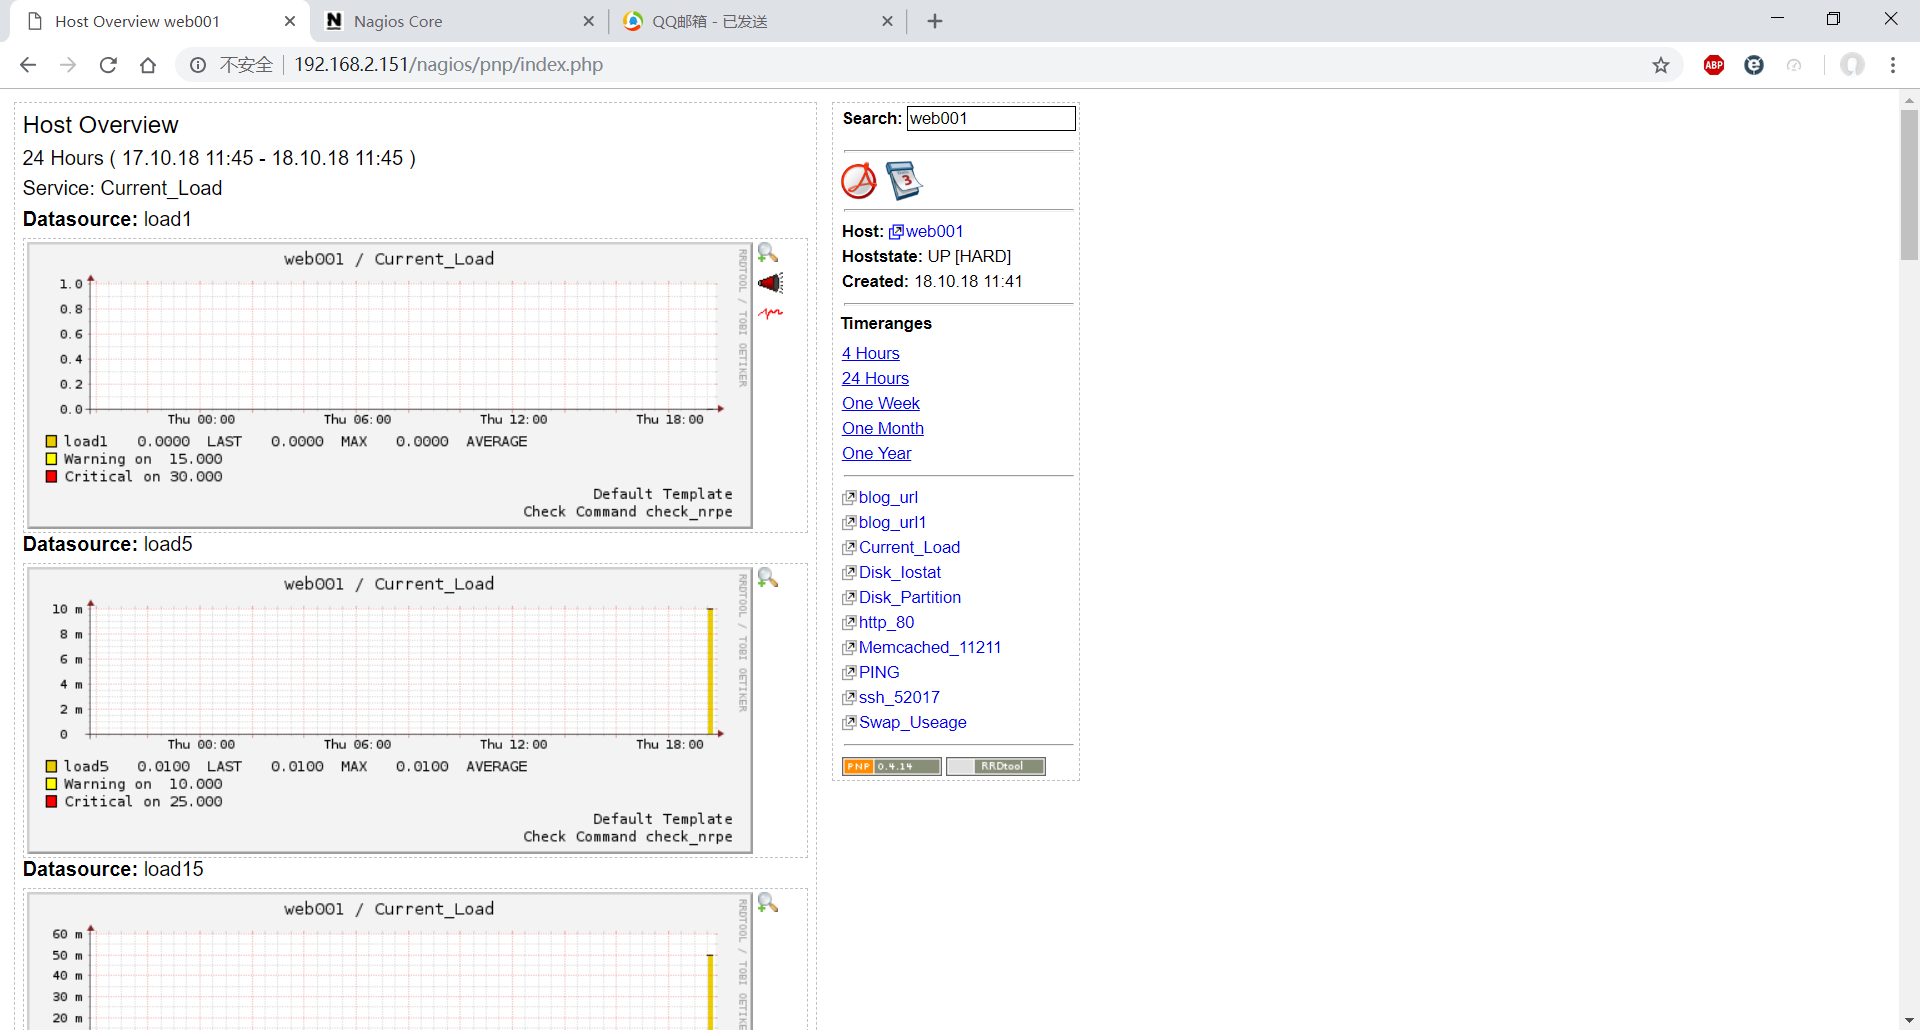 Host Overview web001
Nagios Core
QQ邮箱 - 已发送
不安全
192.168.2.151/nagios/pnp/index.php
ABP
Host Overview
24 Hours ( 17.10.18 11:45 - 18.10.18 11:45 )
Service: Current_Load
Datasource: load1
web001 / Current_Load
RRDTOOL / TOBI OETIKER
1.0
0.8
0.6
0.4
0.2
0.0
Thu 00:00 Thu 06:00 Thu 12:00 Thu 18:00
load1 0.0000 LAST 0.0000 MAX 0.0000 AVERAGE
Warning on 15.000
Critical on 30.000
Default Template
Check Command check_nrpe
Datasource: load5
web001 / Current_Load
RRDTOOL / TOBI OETIKER
10 m
8 m
6 m
4 m
2 m
0
Thu 00:00 Thu 06:00 Thu 12:00 Thu 18:00
load5 0.0100 LAST 0.0100 MAX 0.0100 AVERAGE
Warning on 10.000
Critical on 25.000
Default Template
Check Command check_nrpe
Datasource: load15
web001 / Current_Load
RRDTOOL / TOBI OETIKE
60 m
50 m
40 m
30 m
20 m
Search: web001
3
Host: web001
Hoststate: UP [HARD]
Created: 18.10.18 11:41
Timeranges
4 Hours
24 Hours
One Week
One Month
One Year
blog_url
blog_url1
Current_Load
Disk_Iostat
Disk_Partition
http_80
Memcached_11211
PING
ssh_52017
Swap_Useage
PNP 0.4.14
RRDtool